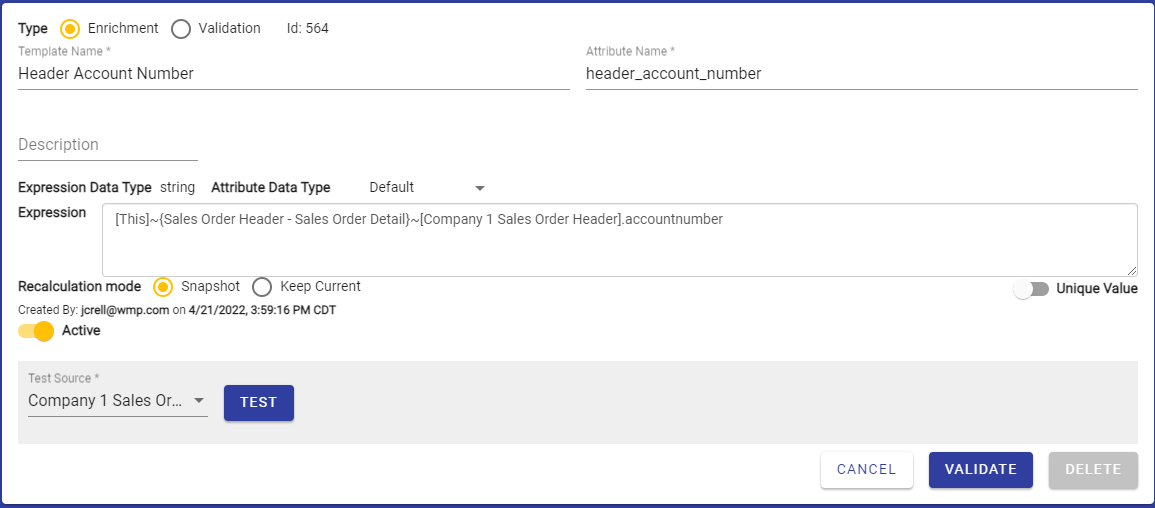 Type Enrichment Validation Id: 564
Template Name * Attribute Name *
Header Account Number header_account_number
Description
Expression Data Type string Attribute Data Type Default
Expression [This]~{Sales Order Header - Sales Order Detail}~[Company 1 Sales Order Header].accountnumber
Recalculation mode Snapshot Keep Current Unique Value
Created By: jcrell@wmp.com on 4/21/2022, 3:59:16 PM CDT
Active
Test Source *
Company 1 Sales Or... TEST
CANCEL VALIDATE DELETE